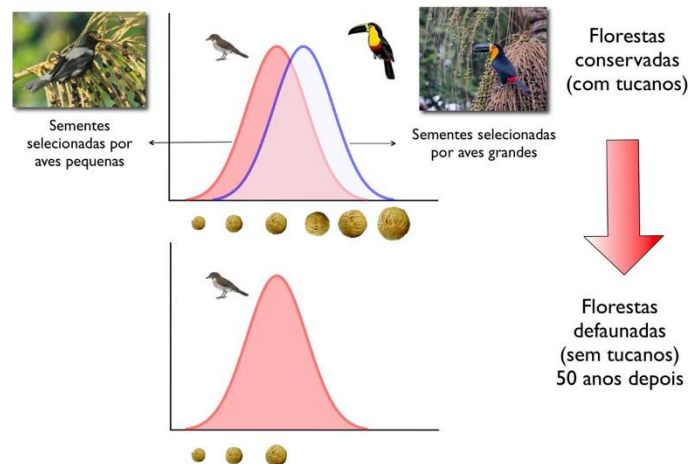 Florestas
conservadas
(com tucanos)
Sementes
selecionadas por
aves pequenas
Sementes selecionadas
por aves grandes
Florestas
defaunadas
(sem tucanos)
50 anos depois